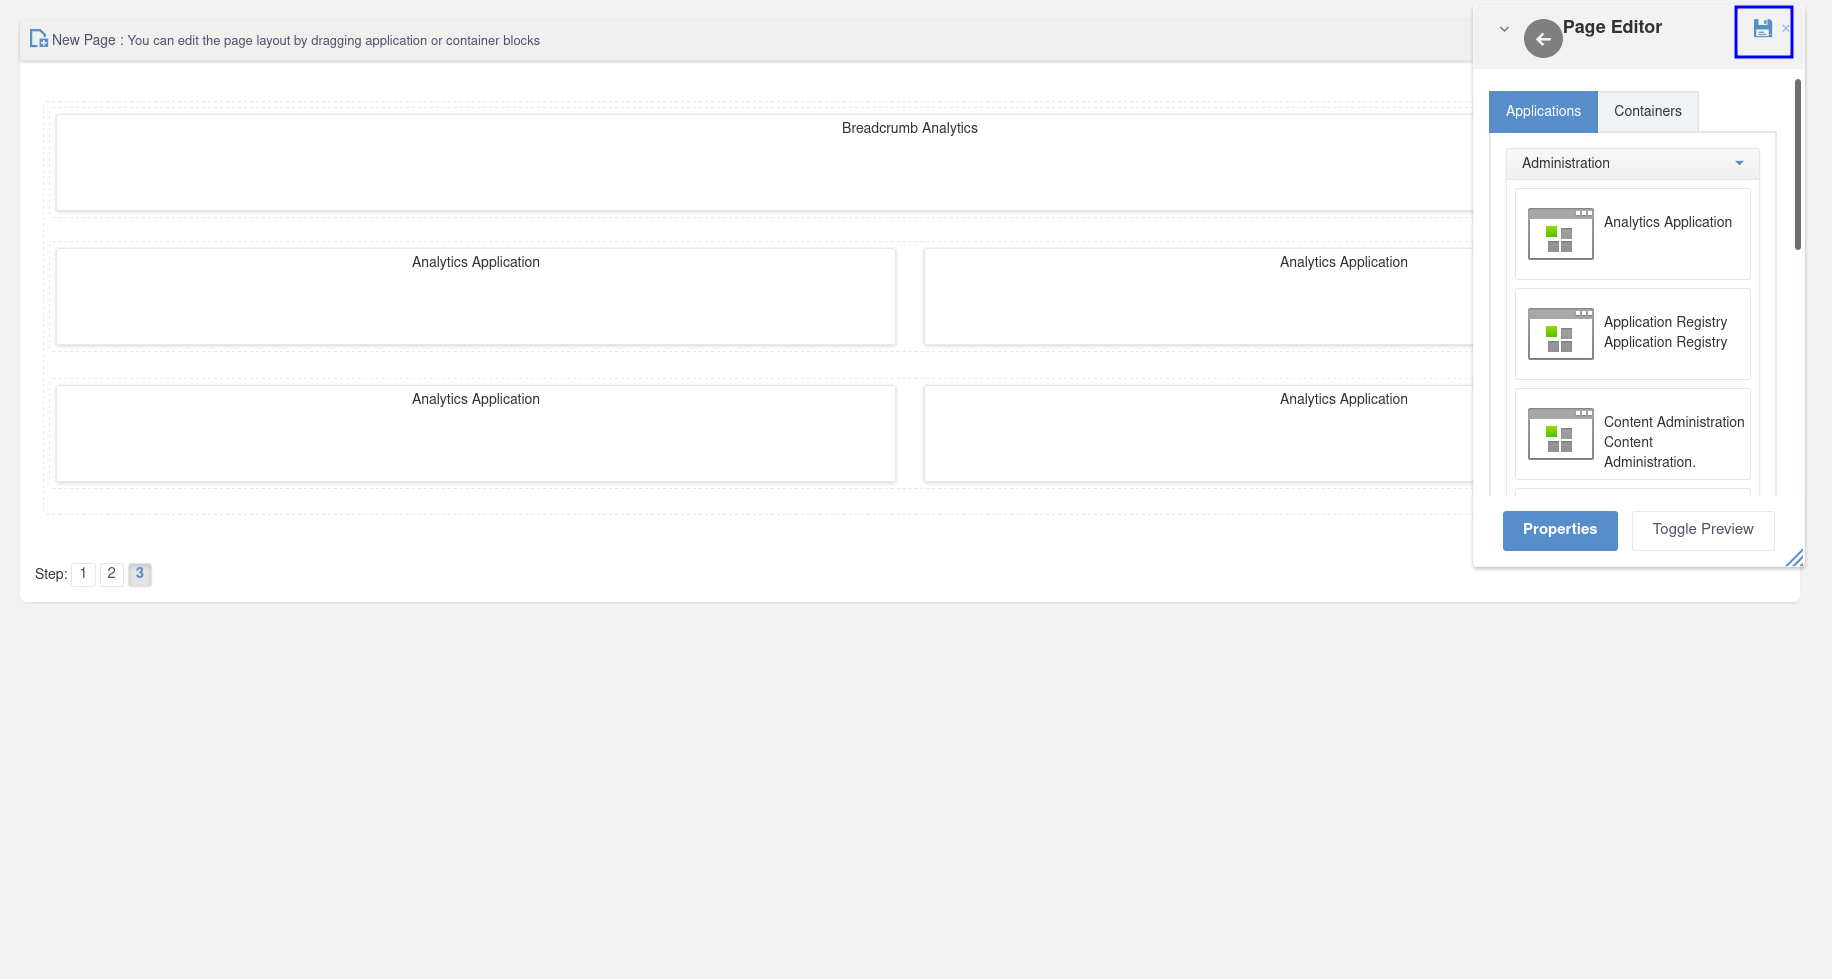 New Page : You can edit the page layout by dragging application or container blocks
Page Editor
×
Applications
Containers
Administration
Analytics Application
Application Registry
Application Registry
Content Administration
Content
Administration.
Properties
Toggle Preview
Breadcrumb Analytics
Analytics Application
Analytics Application
Analytics Application
Analytics Application
Step: 1 2 3